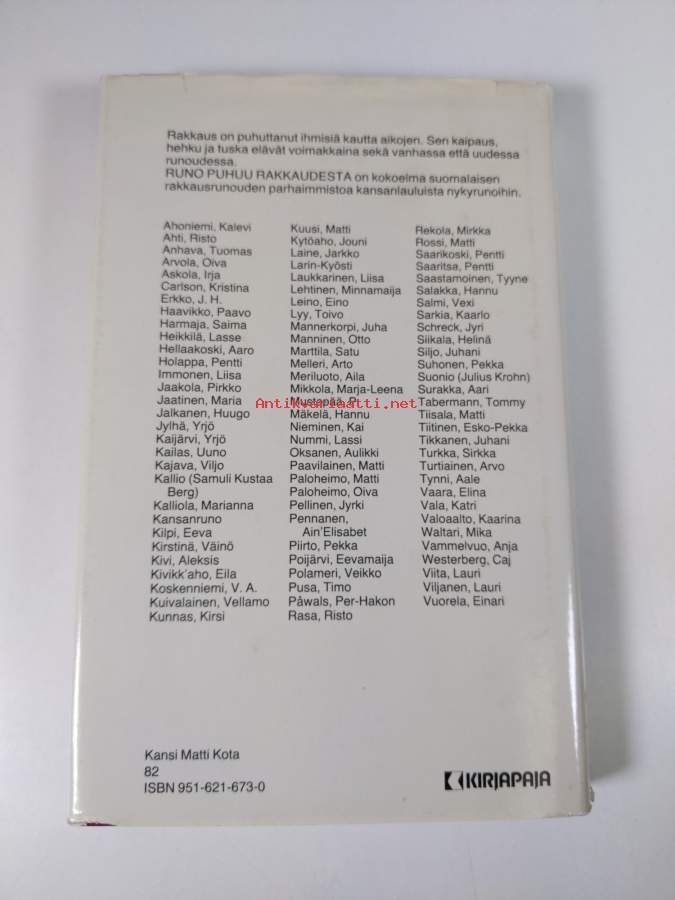 Rakkaus on puhuttanut ihmisiä kautta aikojen. Sen kaipaus,
hehku ja tuska elävät voimakkaina sekä vanhassa että uudessa
runoudessa.
RUNO PUHUU RAKKAUDESTA on kokoelma suomalaisen
rakkausrunouden parhaimmistoa kansanlauluista nykyrunoihin.
Ahoniemi, Kalevi
Ahti, Risto
Anhava, Tuomas
Arvola, Oiva
Askola, Irja
Carlson, Kristina
Erkko, J. H.
Haavikko, Paavo
Harmaja, Saima
Heikkilä, Lasse
Hellaakoski, Aaro
Holappa, Pentti
Immonen, Liisa
Jaakola, Pirkko
Jaatinen, Maria
Jalkanen, Huugo
Jylhä, Yrjö
Kaijärvi, Yrjö
Kailas, Uuno
Kajava, Viljo
Kallio (Samuli Kustaa
Berg)
Kalliola, Marianna
Kansanruno
Kilpi, Eeva
Kirstinä, Väinö
Kivi, Aleksis
Kivikk'aho, Eila
Koskenniemi, V. A.
Kuivalainen, Vellamo
Kunnas, Kirsi
Kuusi, Matti
Kytöaho, Jouni
Laine, Jarkko
Larin-Kyösti
Laukkarinen, Liisa
Lehtinen, Minnamaija
Leino, Eino
Lyy, Toivo
Mannerkorpi, Juha
Manninen, Otto
Marttila, Satu
Melleri, Arto
Meriluoto, Aila
Mikkola, Marja-Leena
Mustapää, P.
Mäkelä, Hannu
Nieminen, Kai
Nummi, Lassi
Oksanen, Aulikki
Paavilainen, Matti
Paloheimo, Matti
Paloheimo, Oiva
Pellinen, Jyrki
Pennanen,
Ain'Elisabet
Piirto, Pekka
Poijärvi, Eevamaija
Polameri, Veikko
Pusa, Timo
Påwals, Per-Hakon
Rasa, Risto
Rekola, Mirkka
Rossi, Matti
Saarikoski, Pentti
Saaritsa, Pentti
Saastamoinen, Tyyne
Salakka, Hannu
Salmi, Vexi
Sarkia, Kaarlo
Schreck, Jyri
Siikala, Helinä
Siljo, Juhani
Suhonen, Pekka
Suonio (Julius Krohn)
Surakka, Aari
Tabermann, Tommy
Tiisala, Matti
Tiitinen, Esko-Pekka
Tikkanen, Juhani
Turkka, Sirkka
Turtiainen, Arvo
Tynni, Aale
Vaara, Elina
Vala, Katri
Valoaalto, Kaarina
Waltari, Mika
Vammelvuo, Anja
Westerberg, Caj
Viita, Lauri
Viljanen, Lauri
Vuorela, Einari
Antikvariaatti.net
Kansi Matti Kota
82
ISBN 951-621-673-0
KIRJAPAJA